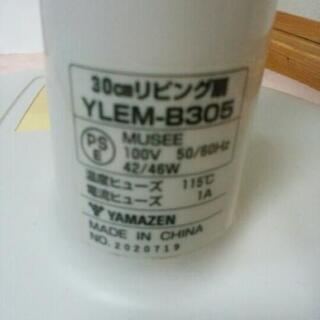 30cmリビング扇
YLEM-B305
PSE MUSEE
100V 50/60Hz
42/46W
温度ヒューズ 115℃
電流ヒューズ 1A
YAMAZEN
MADE IN CHINA
NO. 2020719